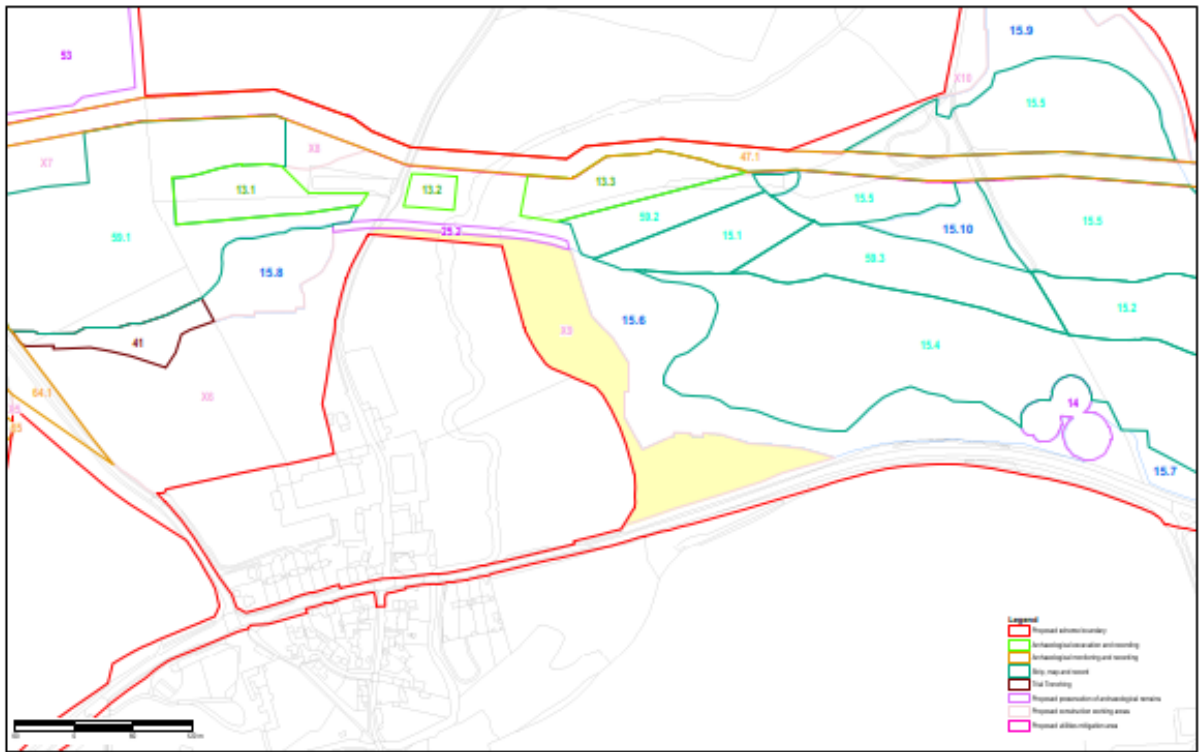 15.9
53
X10
15.5
47.1
X7
X8
13.1
13.2
13.3
15.5
59.2
15.5
25.2
15.1
15.10
59.1
59.3
15.8
15.2
15.6
41
15.4
64.1
X6
14
15.7
Legend
Proposed scheme boundary
Archaeological excavation and recording
Archaeological monitoring and recording
Strip, map and record
Trial Trenching
Proposed preservation of archaeological remains
Proposed construction working areas
Proposed utilities mitigation area
0